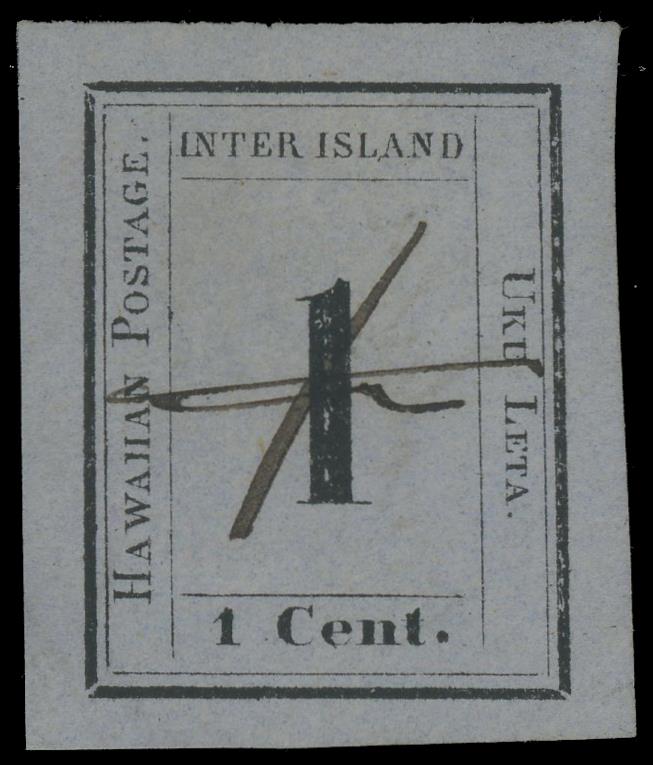 INTER ISLAND
HAWAIIAN POSTAGE.
1
UKU LETA.
1 Cent.